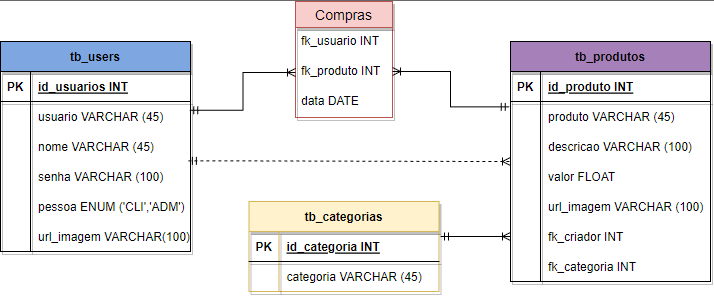 Compras
fk_usuario INT
fk_produto INT
data DATE
tb_users
PK id_usuarios INT
usuario VARCHAR (45)
nome VARCHAR (45)
senha VARCHAR (100)
pessoa ENUM ('CLI','ADM')
url_imagem VARCHAR(100)
tb_produtos
PK id_produto INT
produto VARCHAR (45)
descricao VARCHAR (100)
valor FLOAT
url_imagem VARCHAR (100)
fk_criador INT
fk_categoria INT
tb_categorias
PK id_categoria INT
categoria VARCHAR (45)